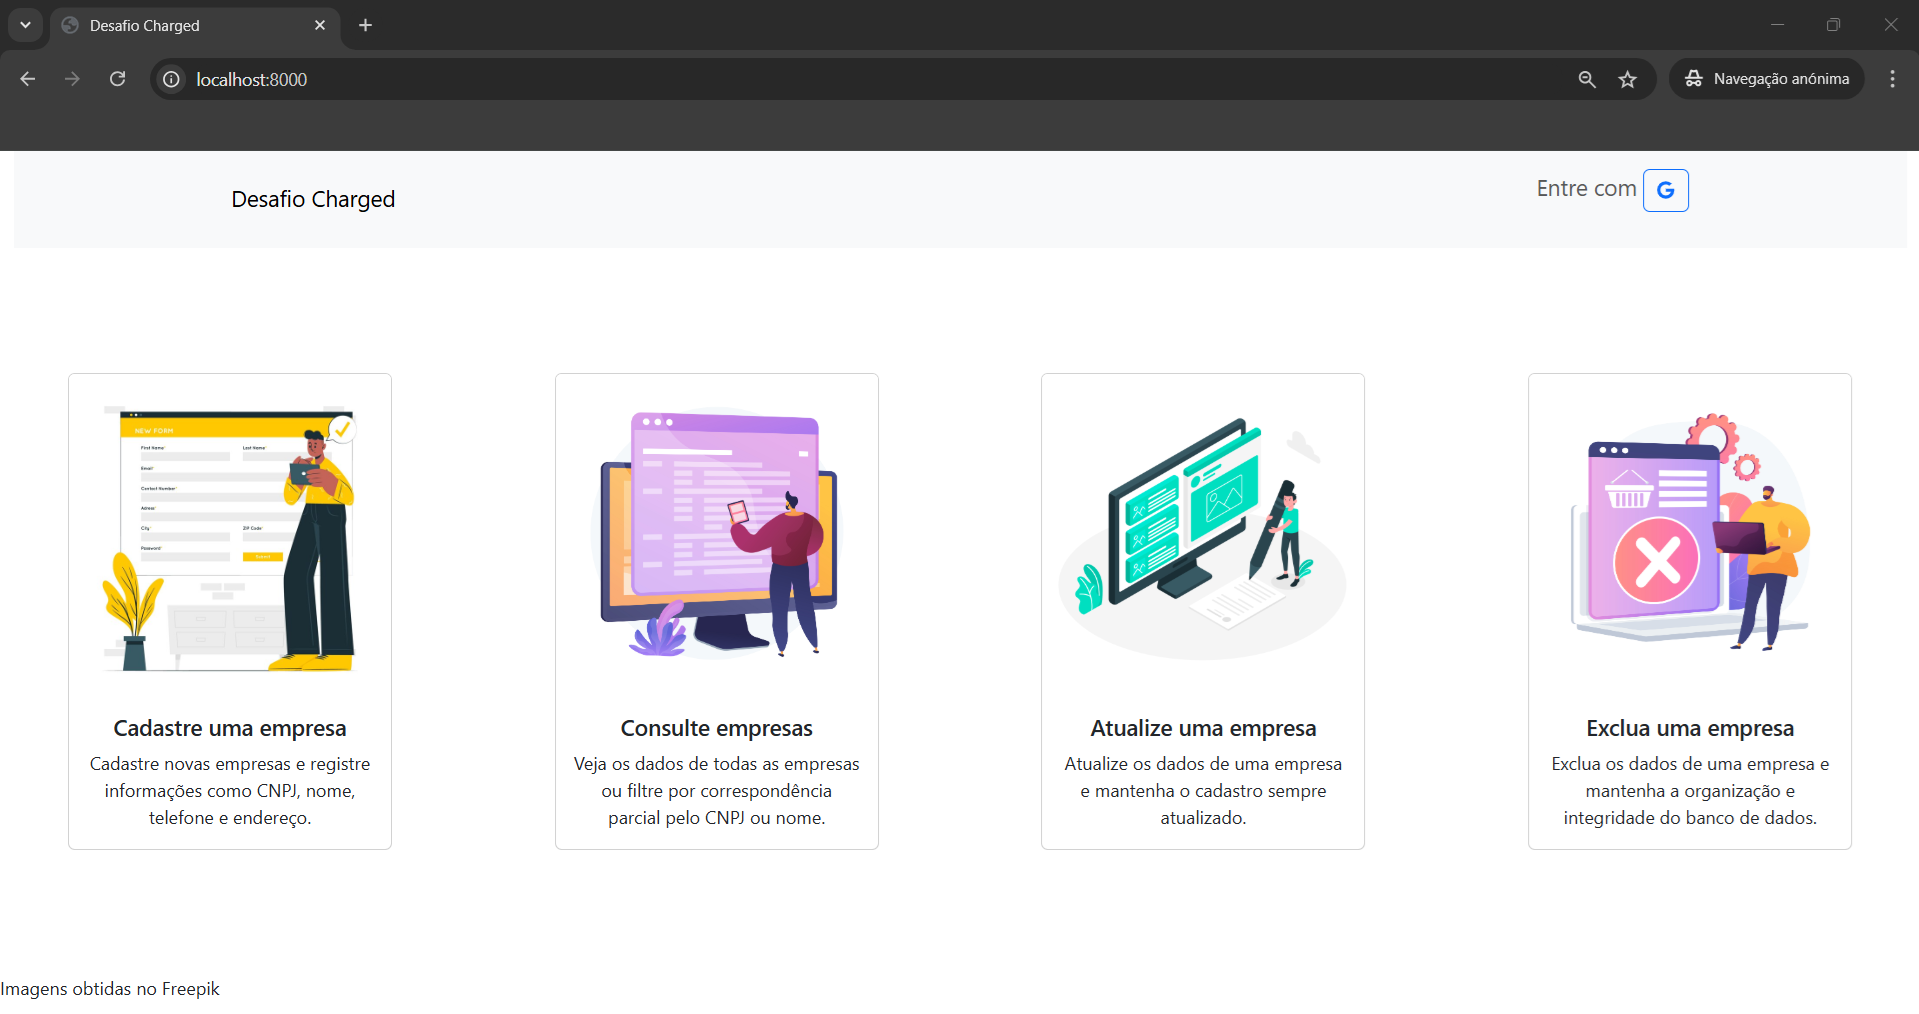 Desafio Charged
localhost:8000
Navegação anónima
Desafio Charged
Entre com G
NEW FORM
First Name*
Last Name*
Email*
Contact Number*
Adress*
City*
ZIP Code*
Password*
Submit
Cadastre uma empresa
Cadastre novas empresas e registre
informações como CNPJ, nome,
telefone e endereço.
Consulte empresas
Veja os dados de todas as empresas
ou filtre por correspondência
parcial pelo CNPJ ou nome.
Atualize uma empresa
Atualize os dados de uma empresa
e mantenha o cadastro sempre
atualizado.
Exclua uma empresa
Exclua os dados de uma empresa e
mantenha a organização e
integridade do banco de dados.
Imagens obtidas no Freepik